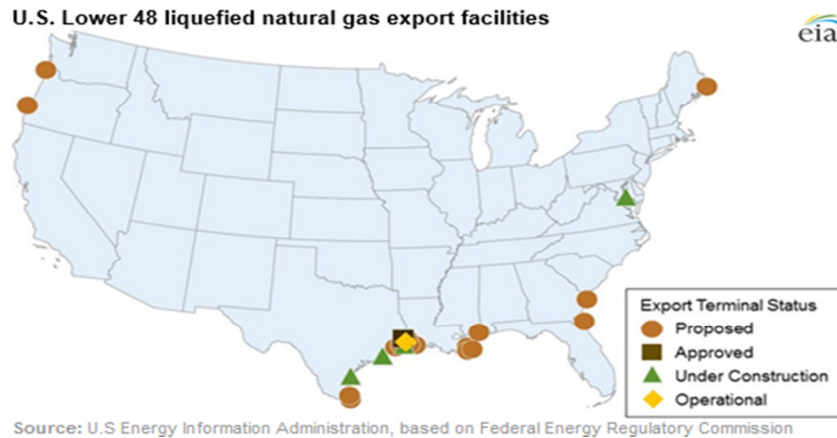 U.S. Lower 48 liquefied natural gas export facilities
eia
Export Terminal Status
Proposed
Approved
Under Construction
Operational
Source: U.S Energy Information Administration, based on Federal Energy Regulatory Commission